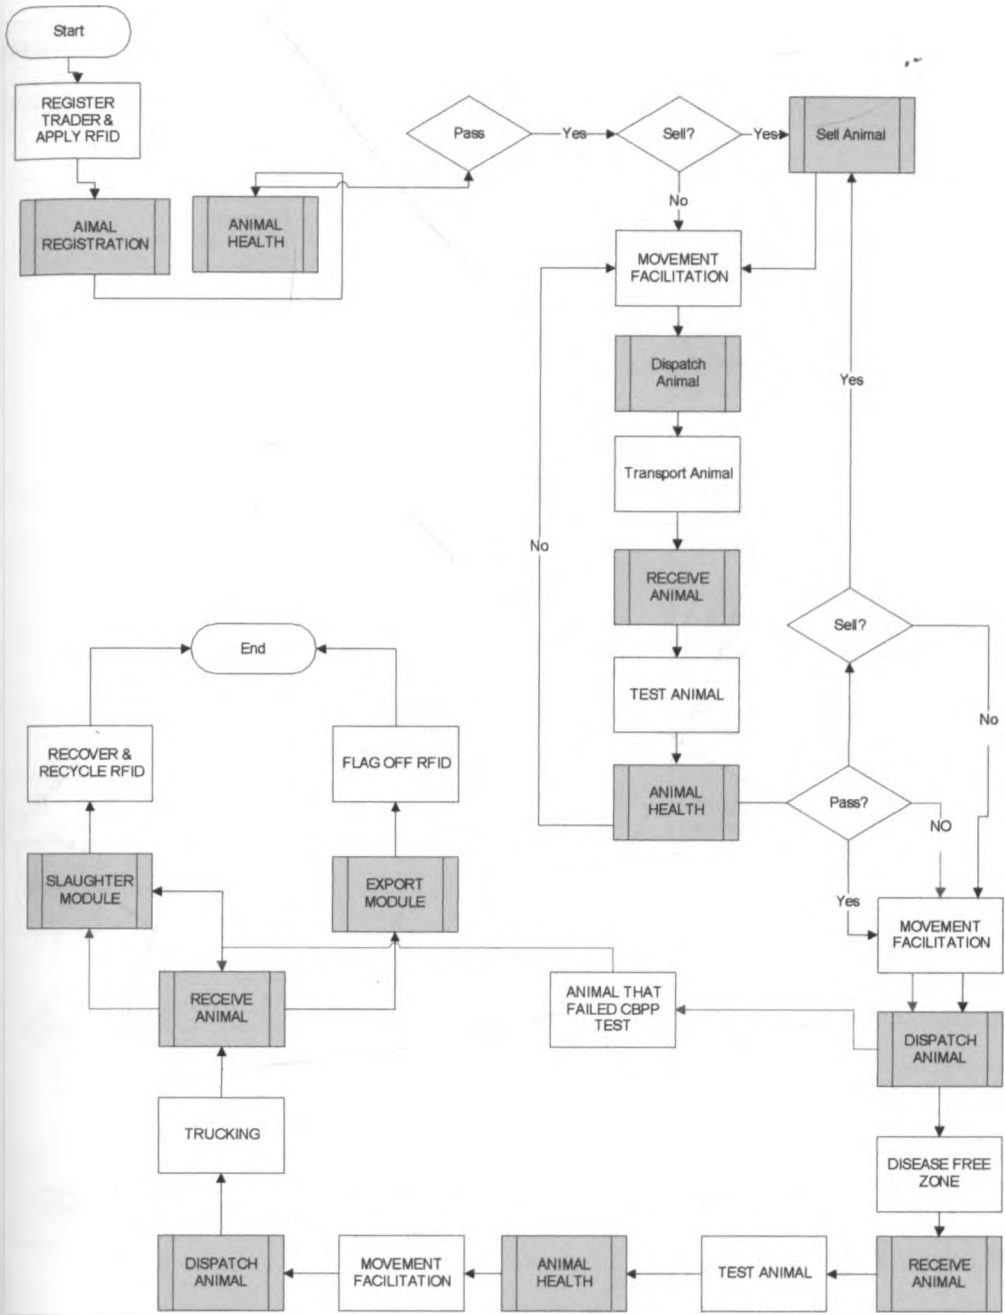 Start
REGISTER
TRADER &
APPLY RFID
AIMAL
REGISTRATION
ANIMAL
HEALTH
Pass
Yes
Sell?
Yes
Sell Animal
No
MOVEMENT
FACILITATION
Dispatch
Animal
Yes
Transport Animal
No
RECEIVE
ANIMAL
Sell?
End
TEST ANIMAL
No
RECOVER &
RECYCLE RFID
FLAG OFF RFID
ANIMAL
HEALTH
Pass?
NO
SLAUGHTER
MODULE
EXPORT
MODULE
Yes
MOVEMENT
FACILITATION
RECEIVE
ANIMAL
ANIMAL THAT
FAILED CBPP
TEST
DISPATCH
ANIMAL
TRUCKING
DISEASE FREE
ZONE
DISPATCH
ANIMAL
MOVEMENT
FACILITATION
ANIMAL
HEALTH
TEST ANIMAL
RECEIVE
ANIMAL